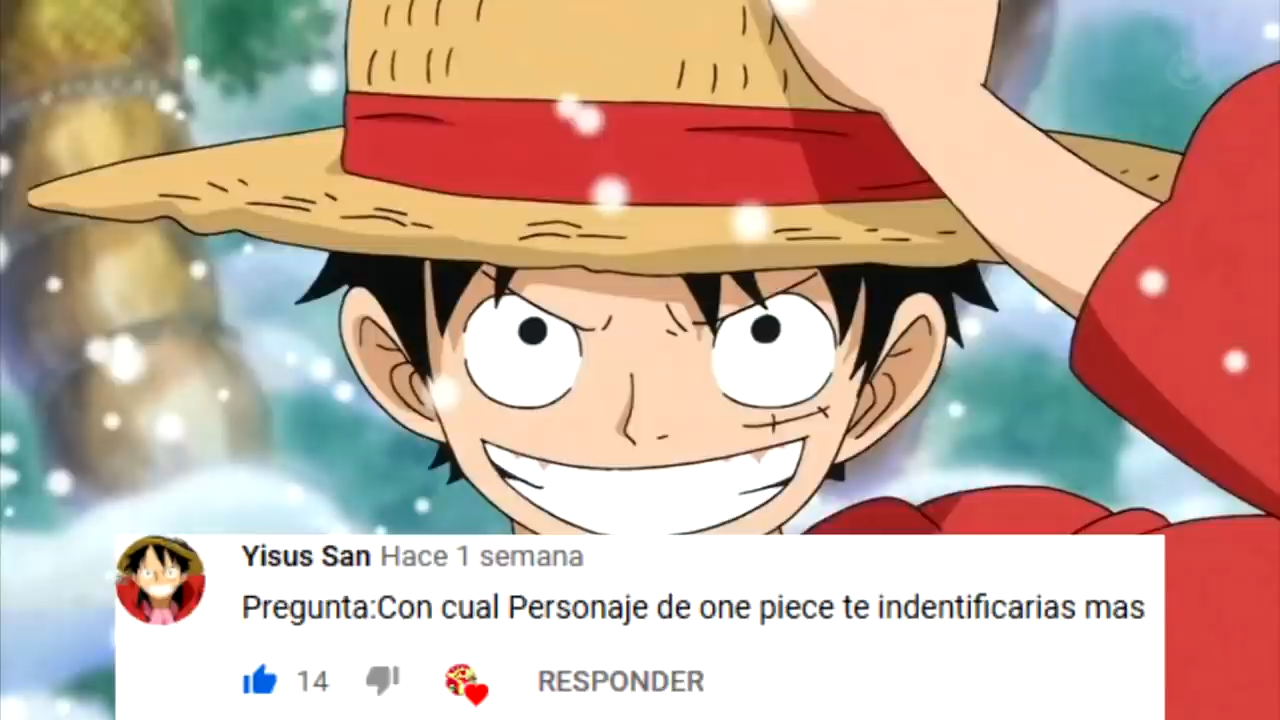 Yisus San Hace 1 semana
Pregunta:Con cual Personaje de one piece te indentificarias mas
14
RESPONDER